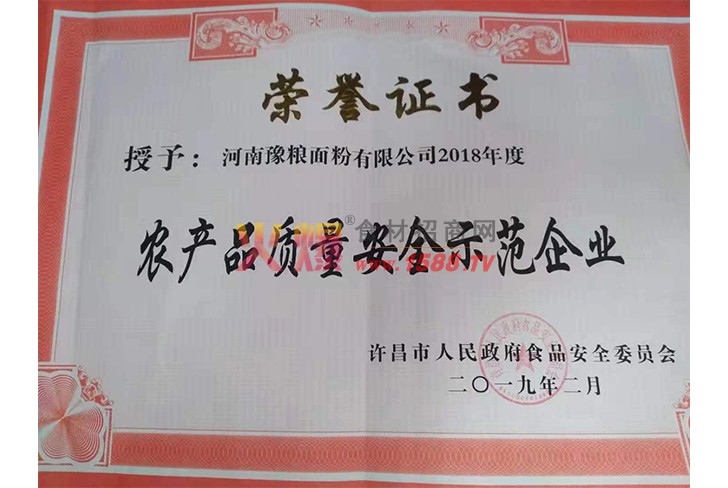 荣誉证书
授予：河南豫粮面粉有限公司2018年度
农产品质量安全示范企业
火爆®食材招商网
www.1588.TV
许昌市人民政府食品安全委员会
二〇一九年二月